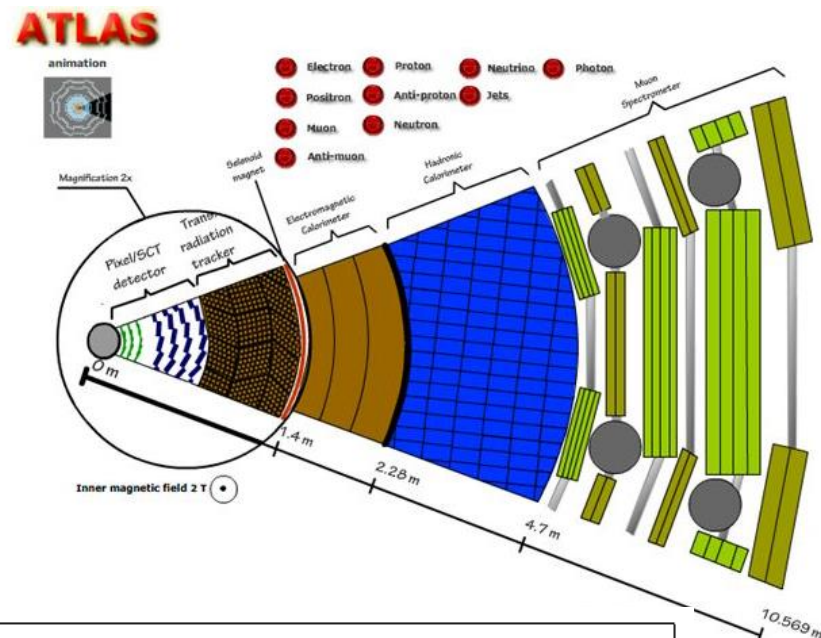 ATLAS
animation
Electron
Proton
Neutrino
Photon
Positron
Anti-proton
Jets
Muon
Neutron
Anti-muon
Muon
Spectrometer
Selenoid
magnet
Hadronic
Calorimeter
Magnification 2x
Electromagnetic
Calorimeter
radiation
tracker
Pixel/SCT
detector
0 m
1.4 m
2.28 m
4.7 m
10.569 m
Inner magnetic field 2 T